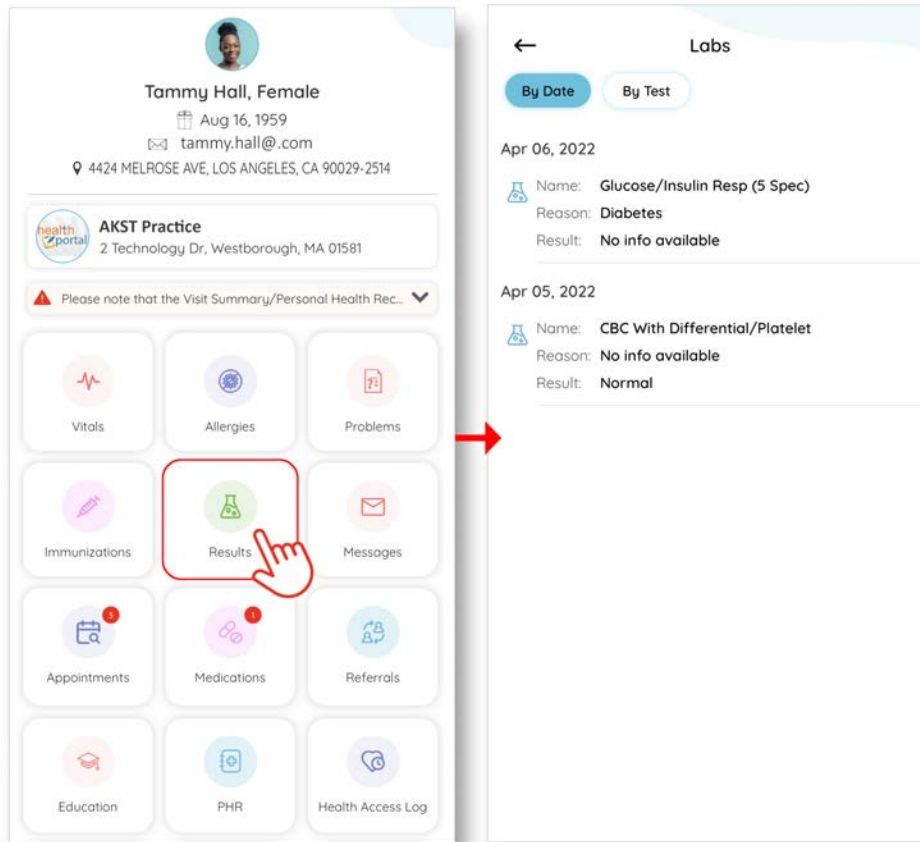 Tammy Hall, Female
Aug 16, 1959
tammy.hall@.com
4424 MELROSE AVE, LOS ANGELES, CA 90029-2514
health
portal
AKST Practice
2 Technology Dr, Westborough, MA 01581
Please note that the Visit Summary/Personal Health Rec...
Vitals
Allergies
Problems
Immunizations
Results
Messages
3
1
Appointments
Medications
Referrals
Education
PHR
Health Access Log
Labs
By Date
By Test
Apr 06, 2022
Name: Glucose/Insulin Resp (5 Spec)
Reason: Diabetes
Result: No info available
Apr 05, 2022
Name: CBC With Differential/Platelet
Reason: No info available
Result: Normal